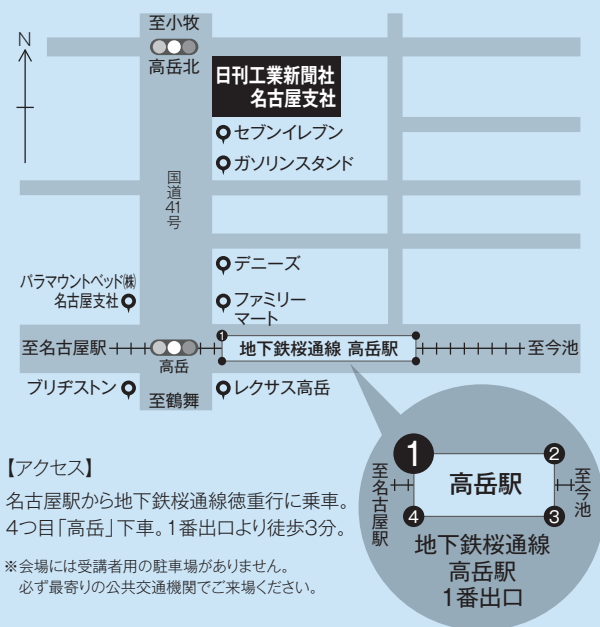 至小牧
N
高岳北
日刊工業新聞社
名古屋支社
セブンイレブン
ガソリンスタンド
国道41号
デニーズ
パラマウントベッド㈱
名古屋支社
ファミリー
マート
至名古屋駅
1
地下鉄桜通線 高岳駅
至今池
高岳
ブリヂストン
至鶴舞
レクサス高岳
1
2
至名古屋駅
高岳駅
至今池
4
3
地下鉄桜通線
高岳駅
1番出口
【アクセス】
名古屋駅から地下鉄桜通線徳重行に乗車。
4つ目「高岳」下車。1番出口より徒歩3分。
※会場には受講者用の駐車場がありません。
必ず最寄りの公共交通機関でご来場ください。